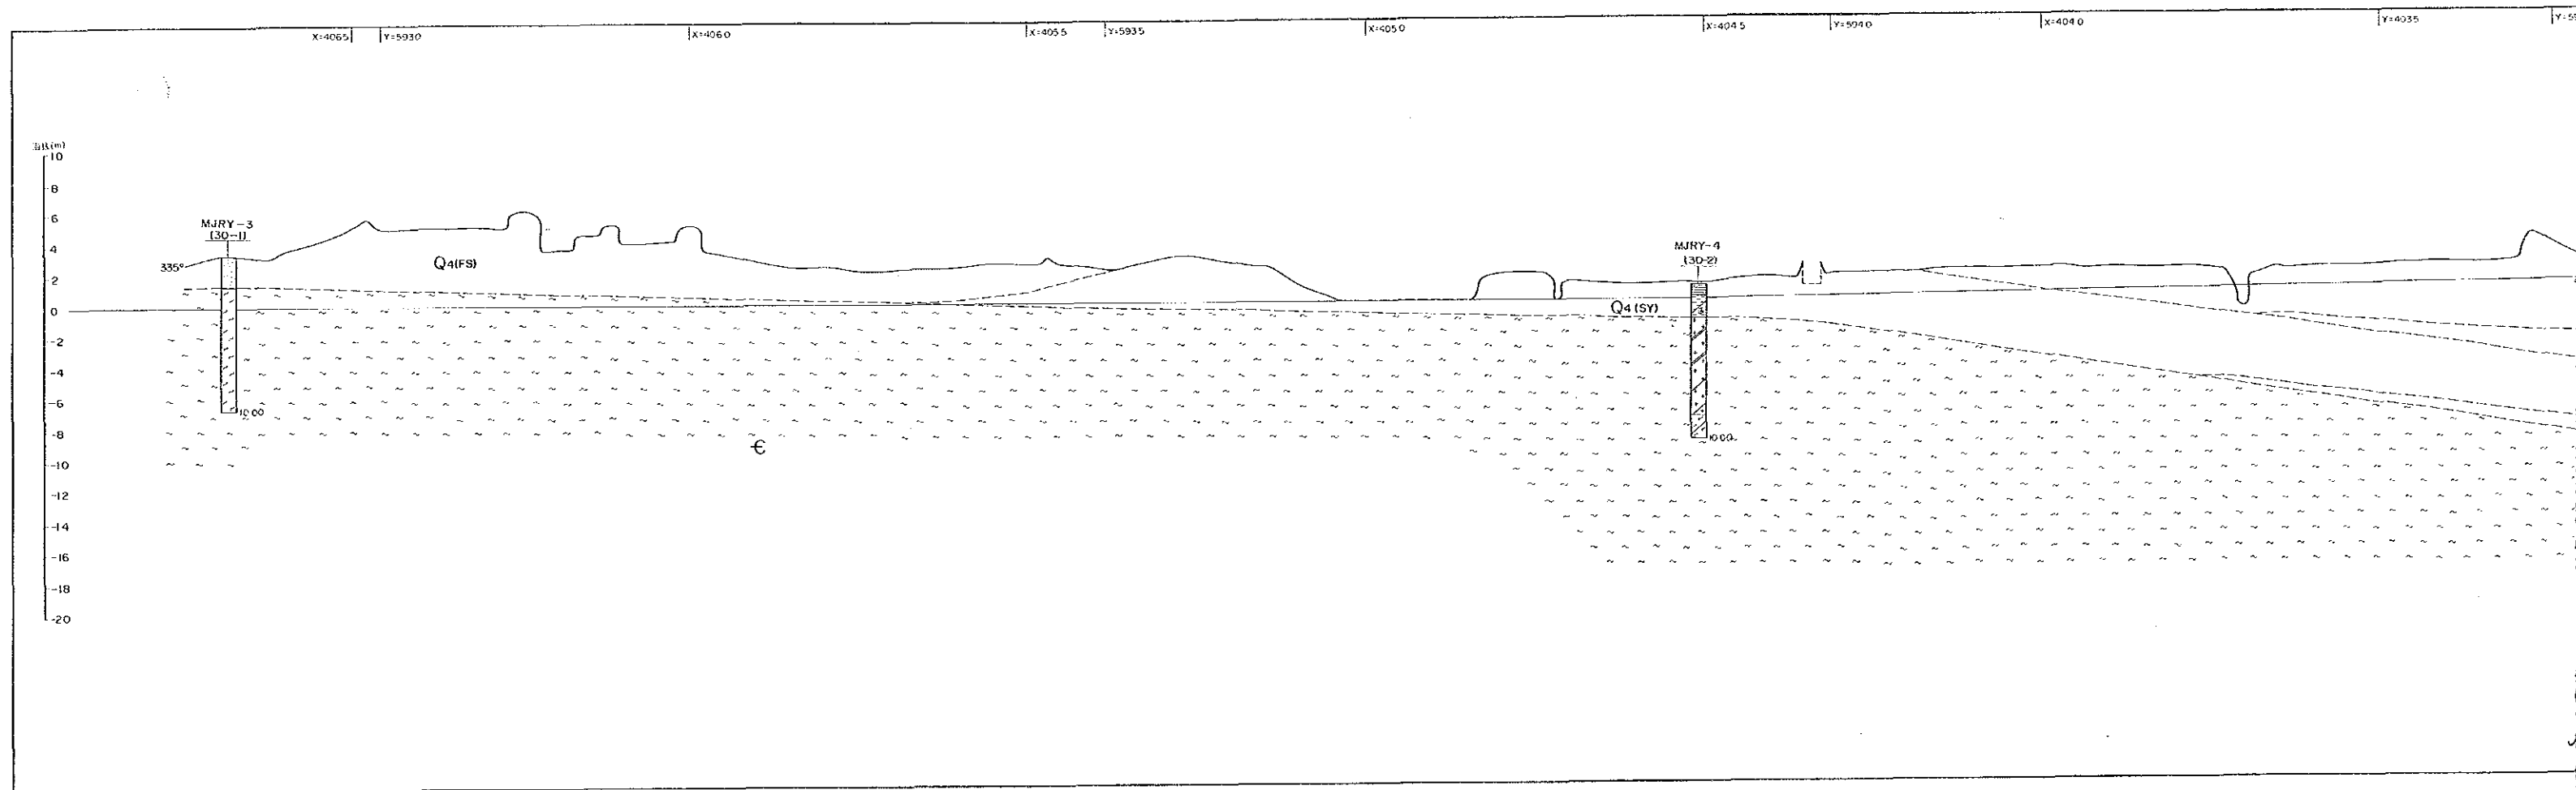 X=4065
Y=5930
X=4060
X=4055
Y=5935
X=4050
X=4045
Y=5940
X=4040
Y=4035
(m)
10
8
6
4
2
0
-2
-4
-6
-8
-10
-12
-14
-16
-18
-20
MJRY-3
(30-1)
335°
Q4(FS)
10.00
Є
MJRY-4
(30-2)
Q4(SY)
10.00